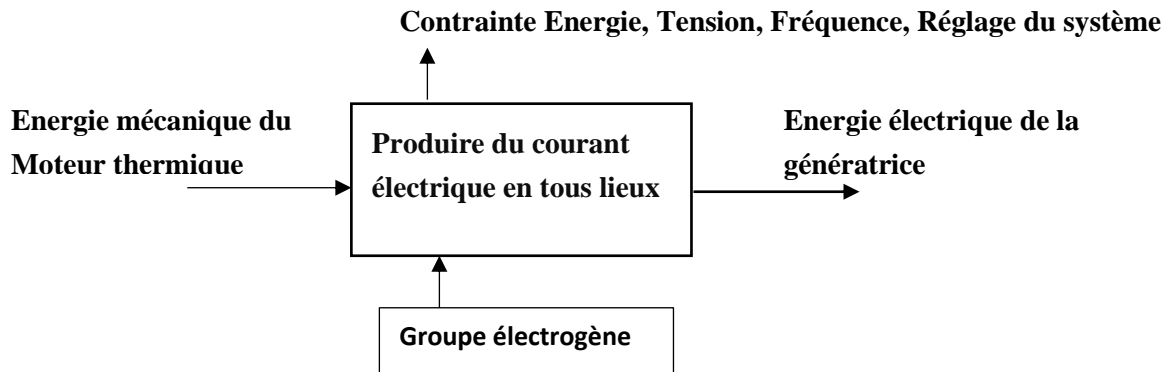 Contrainte Energie, Tension, Fréquence, Réglage du système
Energie mécanique du
Moteur thermique
Produire du courant
électrique en tous lieux
Energie électrique de la
génératrice
Groupe électrogène